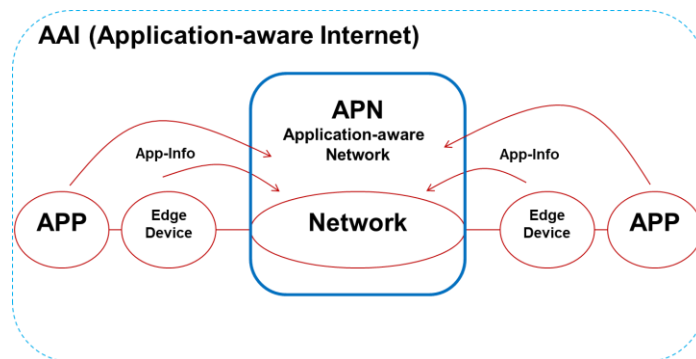 AAI (Application-aware Internet)
APN
Application-aware
Network
App-Info
App-Info
APP
Edge
Device
Network
Edge
Device
APP